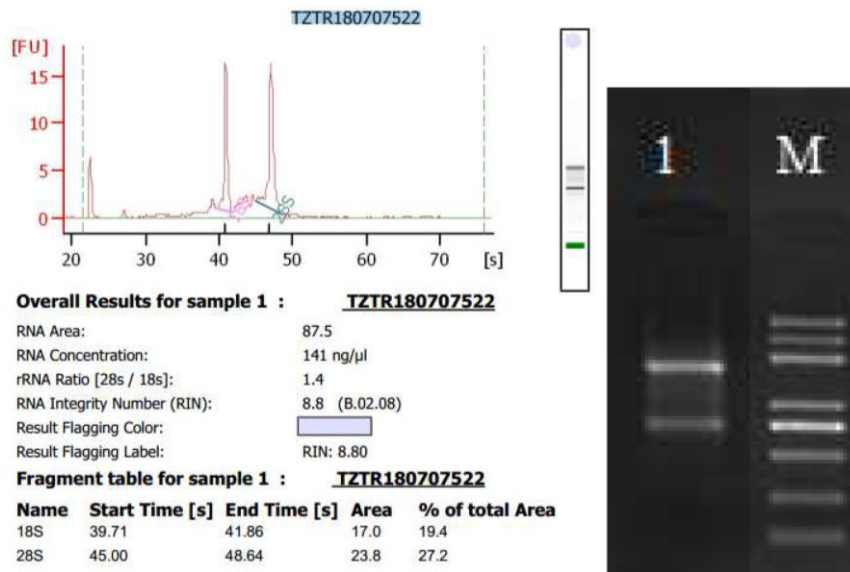 TZTR180707522
[FU]
15
10
5
0
20 30 40 50 60 70 [s]
18S
28S
1 M
Overall Results for sample 1 : TZTR180707522
RNA Area: 87.5
RNA Concentration: 141 ng/µl
rRNA Ratio [28s / 18s]: 1.4
RNA Integrity Number (RIN): 8.8 (B.02.08)
Result Flagging Color:
Result Flagging Label: RIN: 8.80
Fragment table for sample 1 : TZTR180707522
Name Start Time [s] End Time [s] Area % of total Area
18S 39.71 41.86 17.0 19.4
28S 45.00 48.64 23.8 27.2